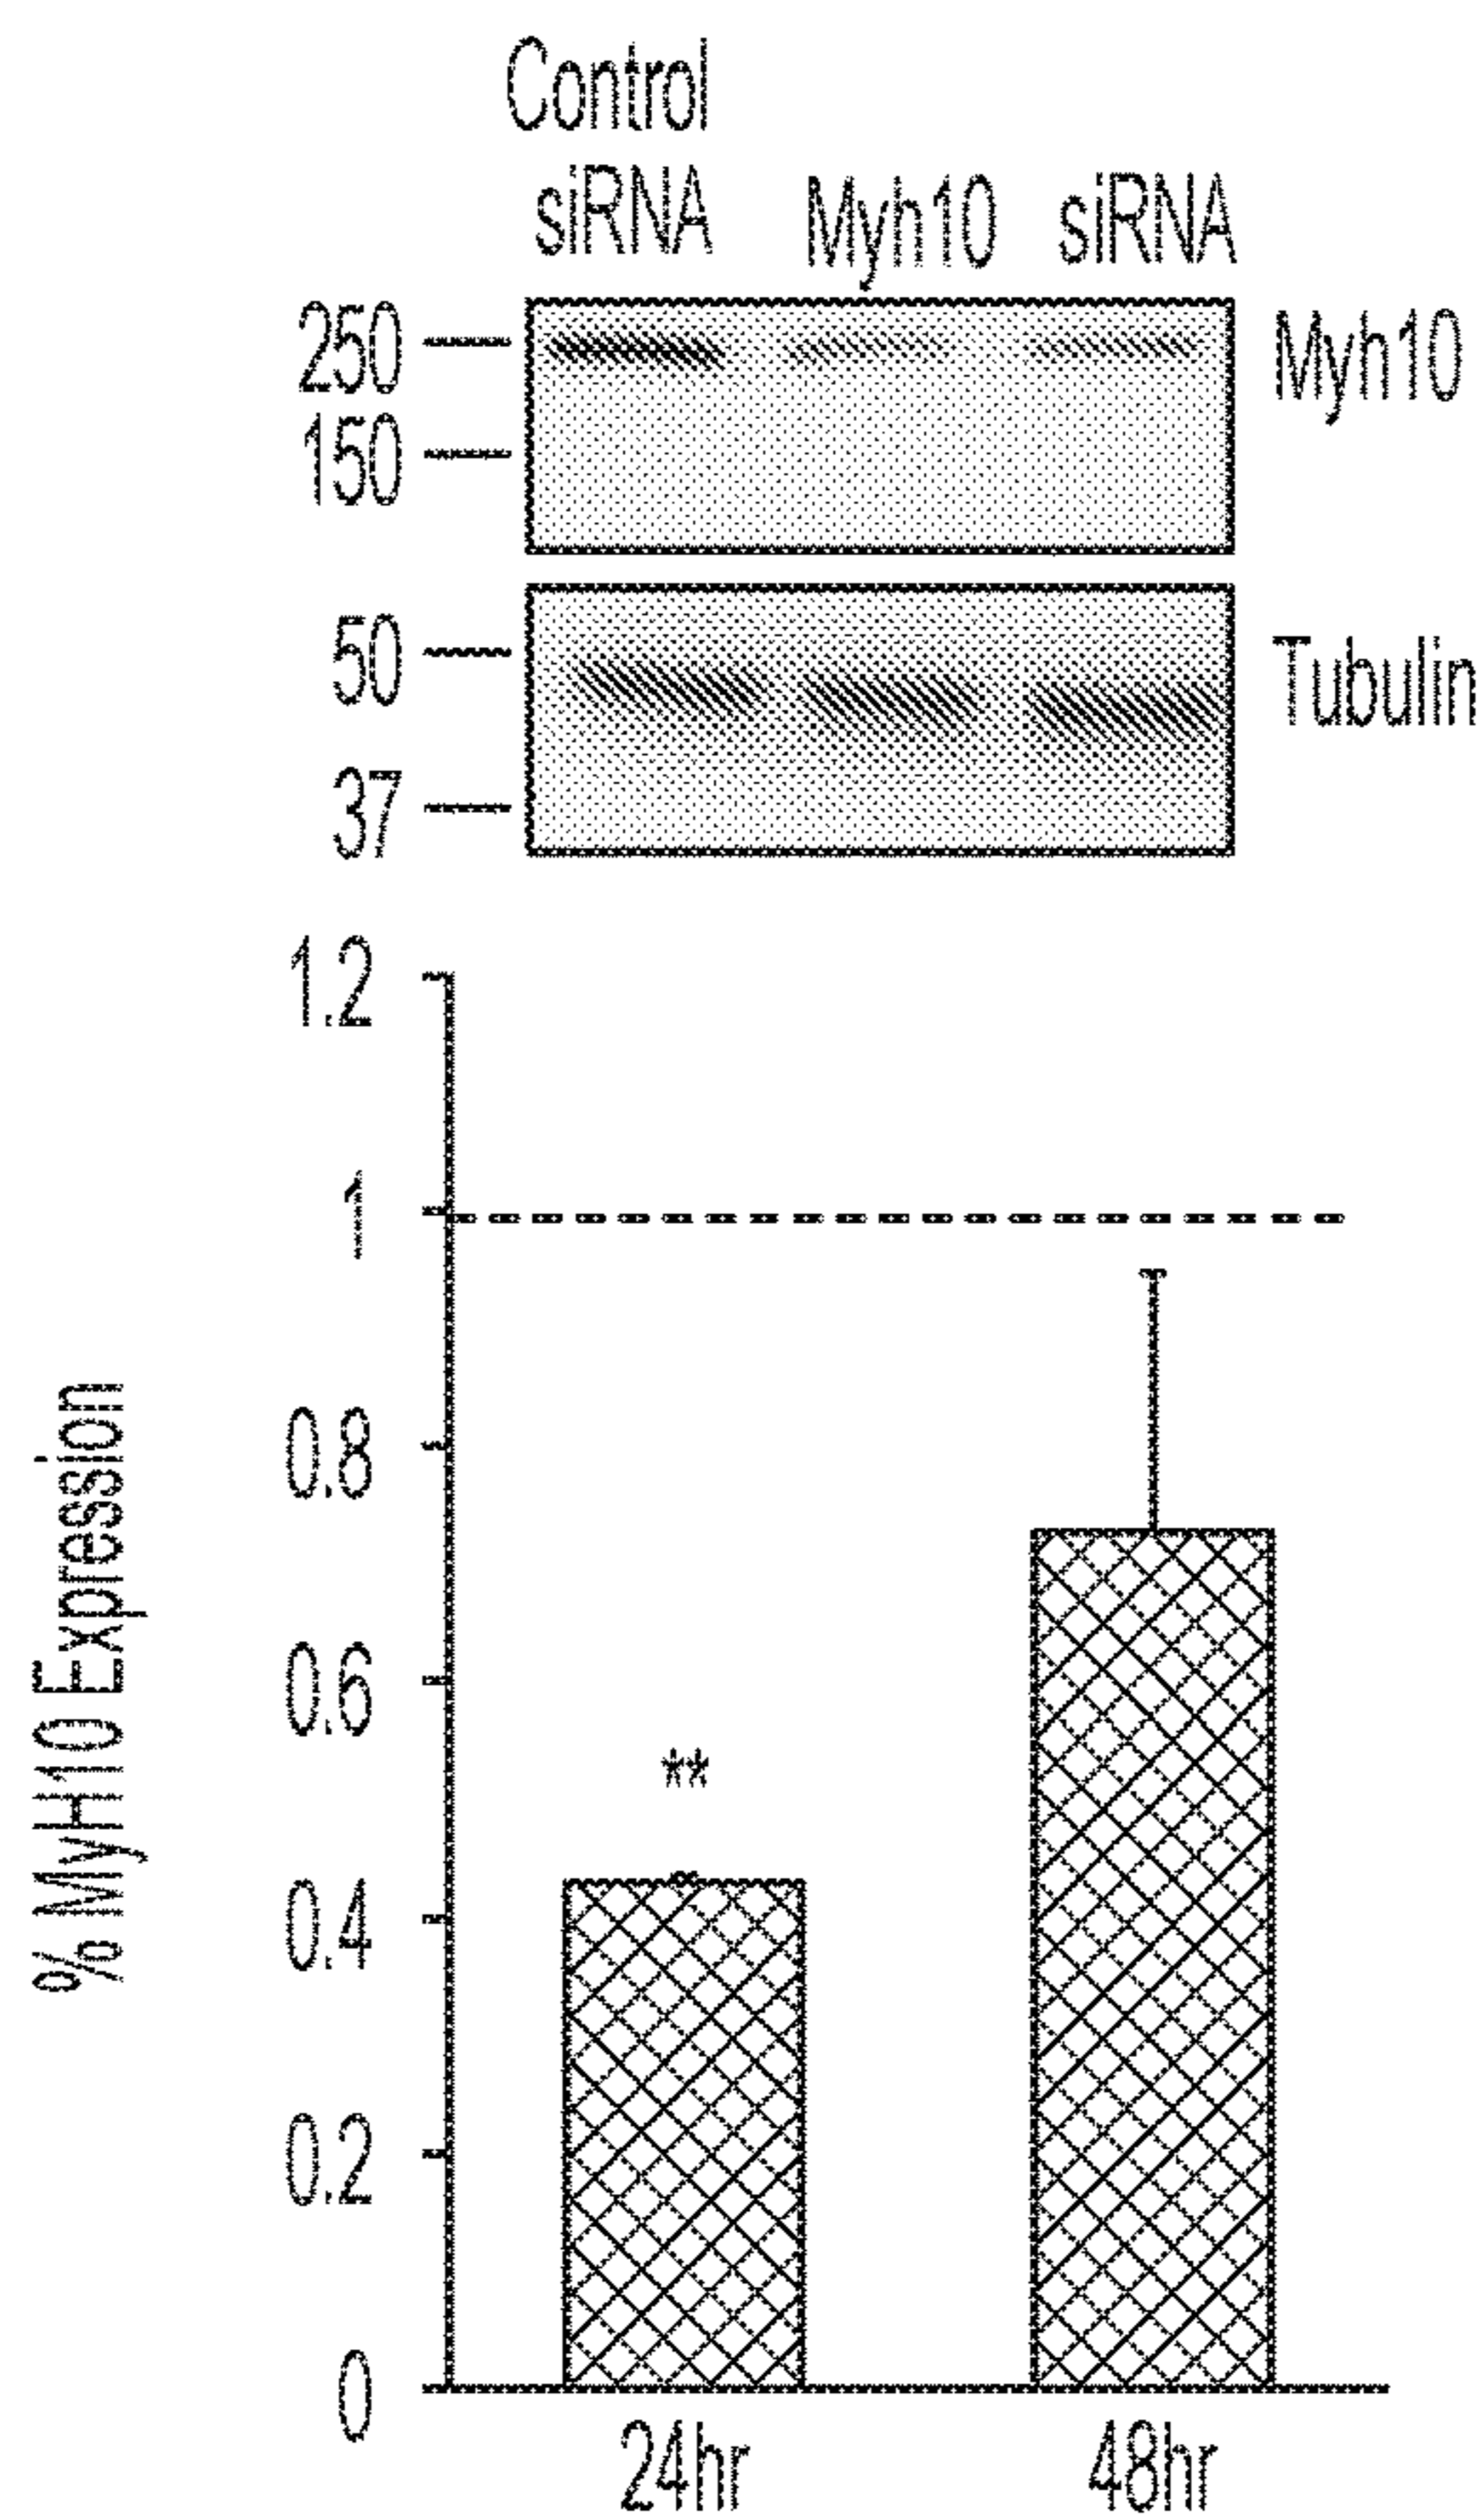 Control
siRNA Myh10 siRNA
250
Myh10
150
50
Tubulin
37
1.2
1
0.8
0.6
0.4
0.2
0
% MyH10 Expression
**
24hr 48hr